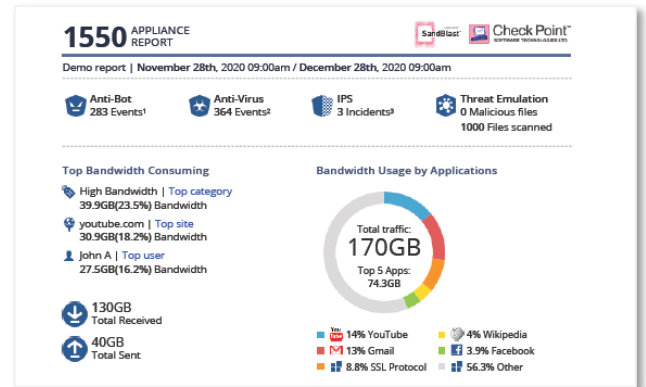 1550 APPLIANCE REPORT
SandBlast
Check Point
SOFTWARE TECHNOLOGIES LTD.
Demo report | November 28th, 2020 09:00am / December 28th, 2020 09:00am
Anti-Bot
283 Events¹
Anti-Virus
364 Events²
IPS
3 Incidents³
Threat Emulation
0 Malicious files
1000 Files scanned
Top Bandwidth Consuming
High Bandwidth | Top category
39.9GB(23.5%) Bandwidth
youtube.com | Top site
30.9GB(18.2%) Bandwidth
John A | Top user
27.5GB(16.2%) Bandwidth
130GB
Total Received
40GB
Total Sent
Bandwidth Usage by Applications
Total traffic:
170GB
Top 5 Apps:
74.3GB
You Tube 14% YouTube
13% Gmail
8.8% SSL Protocol
4% Wikipedia
3.9% Facebook
56.3% Other